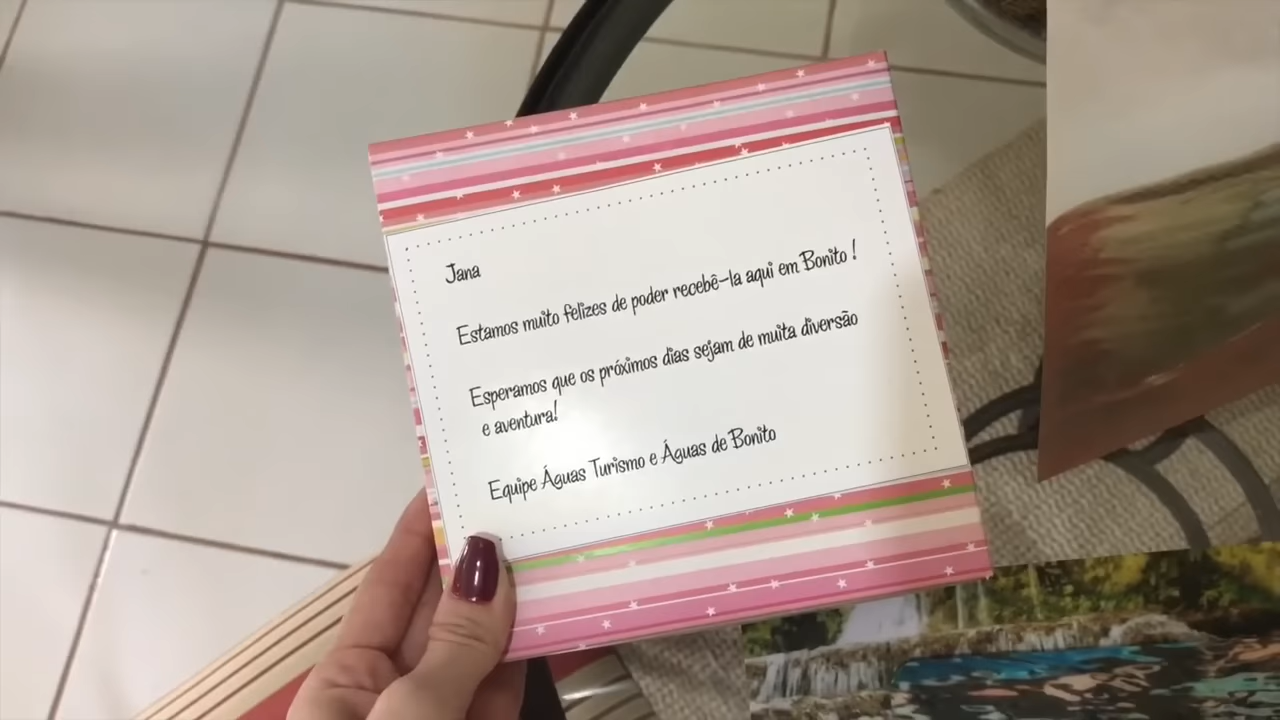 Jana
Estamos muito felizes de poder recebê-la aqui em Bonito !
Esperamos que os próximos dias sejam de muita diversão
e aventura!
Equipe Águas Turismo e Águas de Bonito